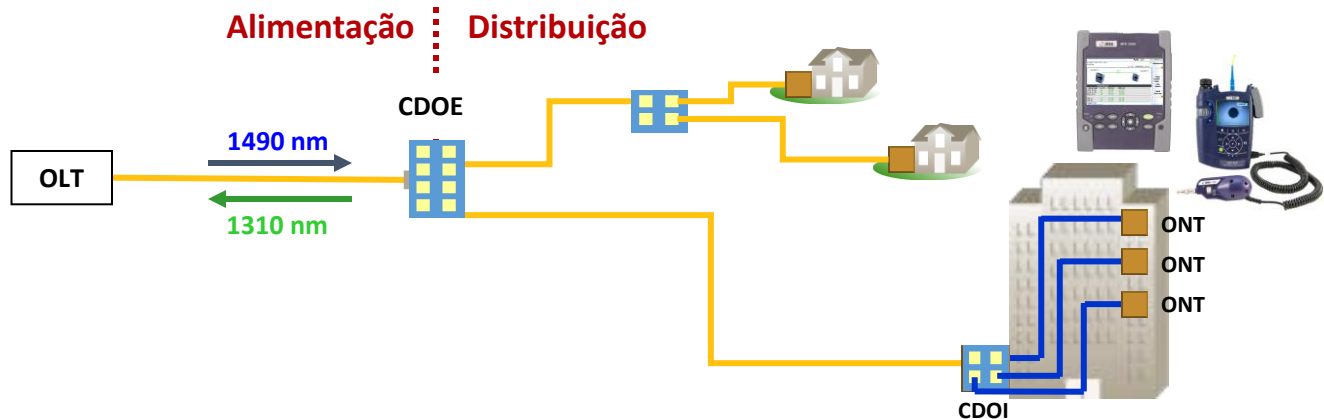 Alimentação
Distribuição
CDOE
1490 nm
OLT
1310 nm
ONT
ONT
ONT
CDOI